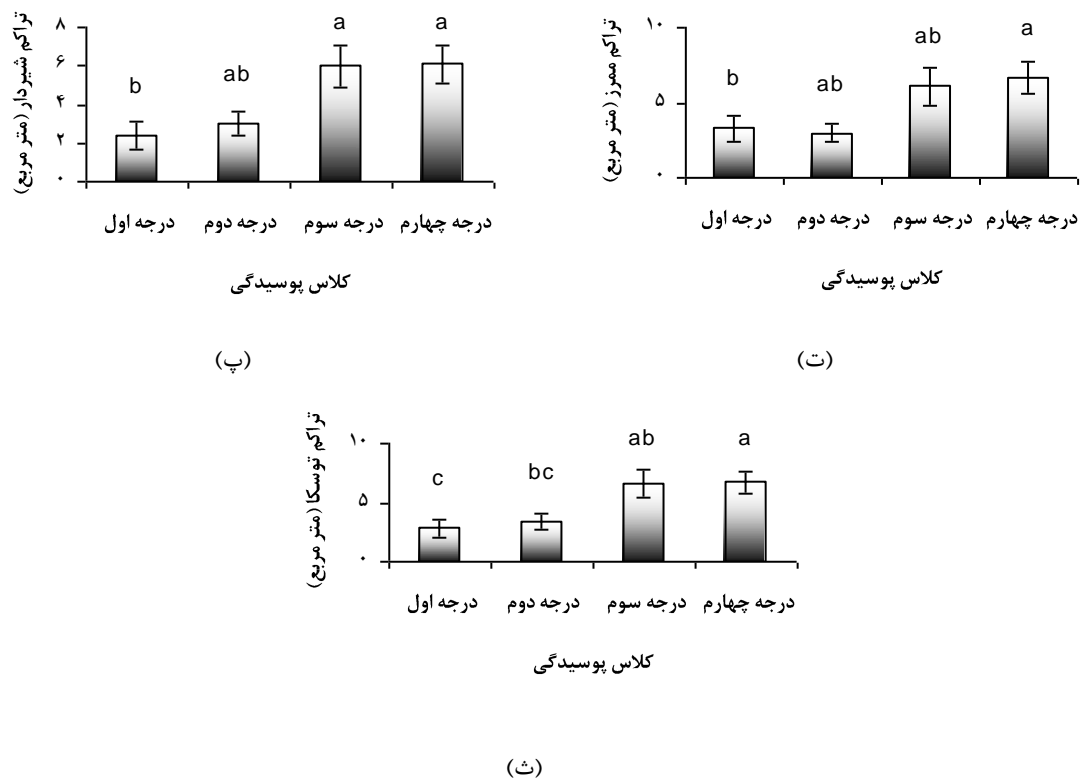 تراکم شیردار (متر مربع)
۸
۶
۴
۲
۰
b
ab
a
a
درجه اول درجه دوم درجه سوم درجه چهارم
کلاس پوسیدگی
(پ)
تراکم ممرز (متر مربع)
۱۰
۵
۰
b
ab
ab
a
درجه اول درجه دوم درجه سوم درجه چهارم
کلاس پوسیدگی
(ت)
تراکم توسکا (متر مربع)
۱۰
۵
۰
c
bc
ab
a
درجه اول درجه دوم درجه سوم درجه چهارم
کلاس پوسیدگی
(ث)